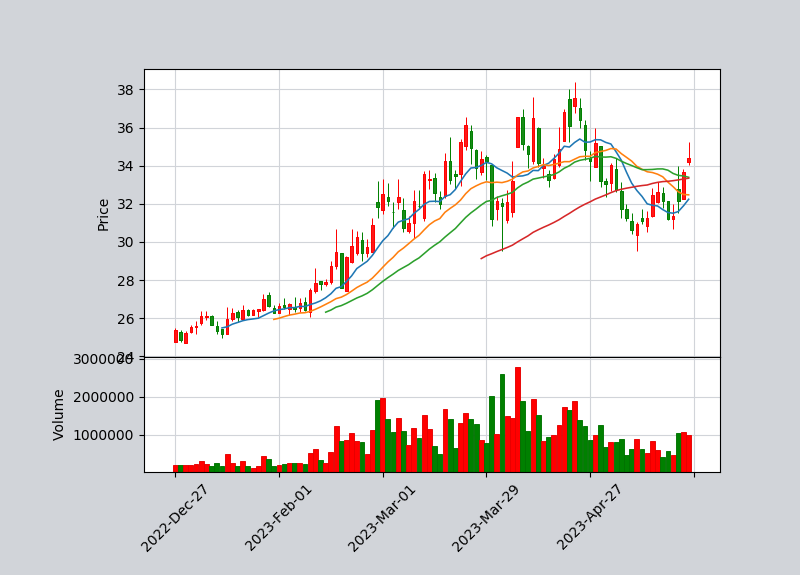 38
36
34
32
30
28
26
24
Price
3000000
2000000
1000000
Volume
2022-Dec-27
2023-Feb-01
2023-Mar-01
2023-Mar-29
2023-Apr-27